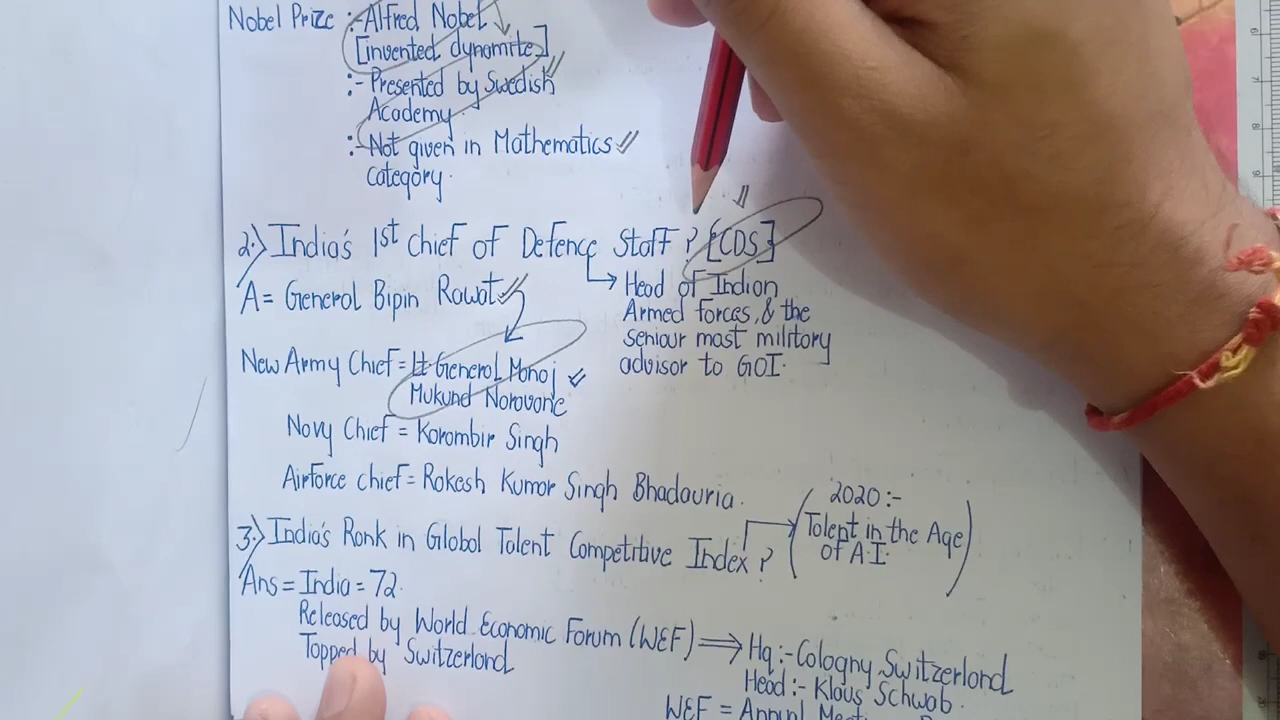 Nobel Prize :- Alfred Nobel
[invented dynamite]
:- Presented by Swedish
Academy.
:- Not given in Mathematics
category.
2.) India's 1st chief of Defence Staff ? [CDS]
A = General Bipin Rawat
Head of Indian
Armed forces, & the
seniour most military
advisor to GOI.
New Army Chief = Lt General Manoj
Mukund Naravane
Navy Chief = Karambir Singh
Airforce chief = Rakesh Kumar Singh Bhadauria.
3.) India's Rank in Global Talent Competitive Index ?
2020:-
Talent in the Age
of A.I.
Ans = India = 72.
Released by World Economic Forum (WEF) ⇒ Hq :- Cologny Switzerland
Topped by Switzerland
Head :- Klaus Schwab.
WEF = Annual